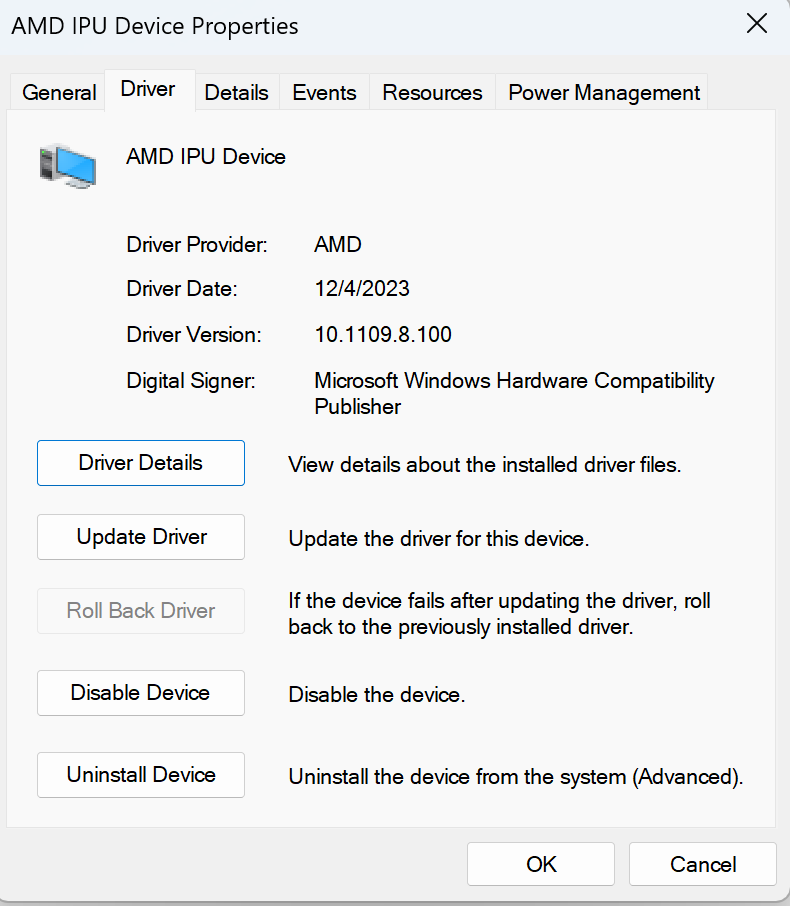 AMD IPU Device Properties
General Driver Details Events Resources Power Management
AMD IPU Device
Driver Provider: AMD
Driver Date: 12/4/2023
Driver Version: 10.1109.8.100
Digital Signer: Microsoft Windows Hardware Compatibility
Publisher
Driver Details View details about the installed driver files.
Update Driver Update the driver for this device.
Roll Back Driver If the device fails after updating the driver, roll
back to the previously installed driver.
Disable Device Disable the device.
Uninstall Device Uninstall the device from the system (Advanced).
OK Cancel